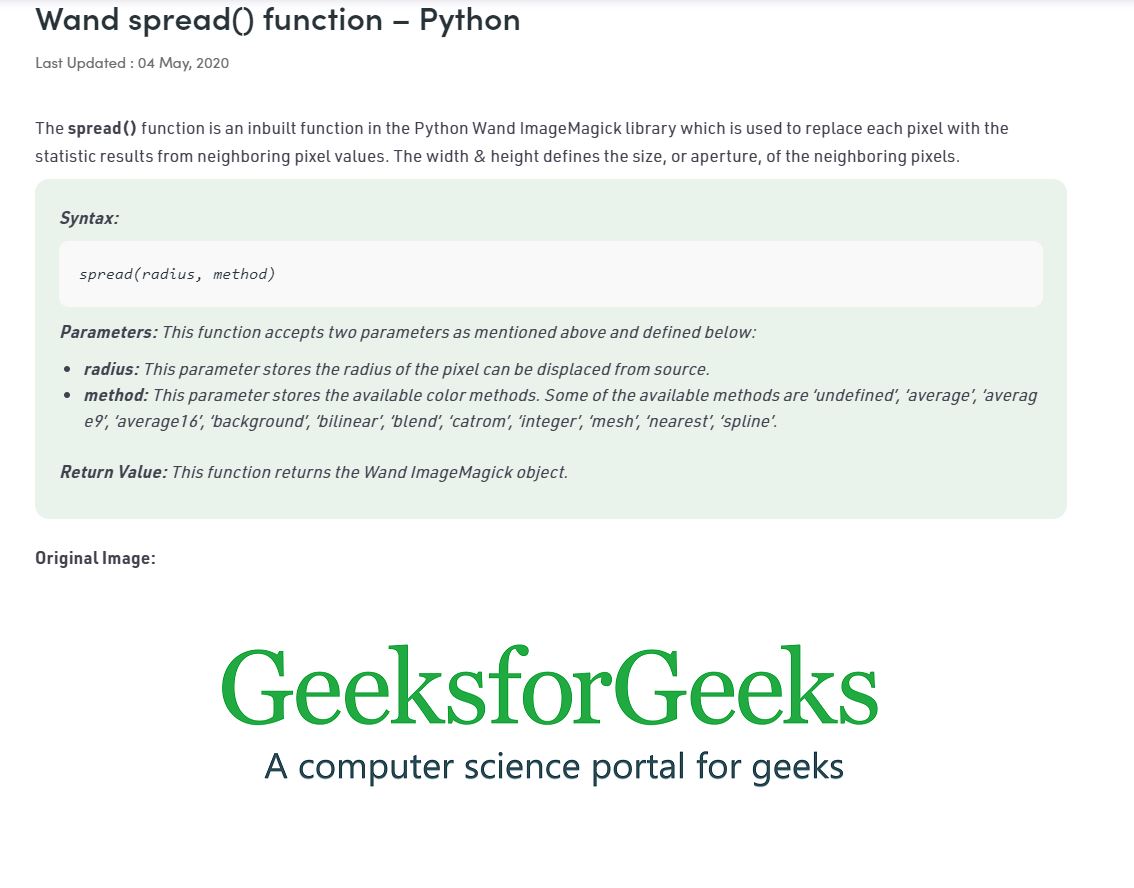 Wand spread() function – Python
Last Updated : 04 May, 2020
The spread() function is an inbuilt function in the Python Wand ImageMagick library which is used to replace each pixel with the
statistic results from neighboring pixel values. The width & height defines the size, or aperture, of the neighboring pixels.
Syntax:
spread(radius, method)
Parameters: This function accepts two parameters as mentioned above and defined below:
• radius: This parameter stores the radius of the pixel can be displaced from source.
• method: This parameter stores the available color methods. Some of the available methods are ‘undefined’, ‘average’, ‘averag
e9’, ‘average16’, ‘background’, ‘bilinear’, ‘blend’, ‘catrom’, ‘integer’, ‘mesh’, ‘nearest’, ‘spline’.
Return Value: This function returns the Wand ImageMagick object.
Original Image:
GeeksforGeeks
A computer science portal for geeks